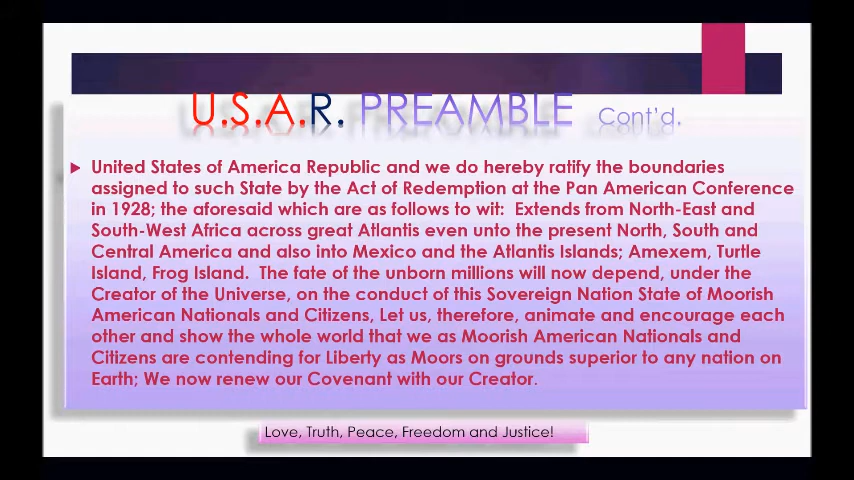 U.S.A.R. PREAMBLE Cont'd.
United States of America Republic and we do hereby ratify the boundaries
assigned to such State by the Act of Redemption at the Pan American Conference
in 1928; the aforesaid which are as follows to wit: Extends from North-East and
South-West Africa across great Atlantis even unto the present North, South and
Central America and also into Mexico and the Atlantis Islands; Amexem, Turtle
Island, Frog Island. The fate of the unborn millions will now depend, under the
Creator of the Universe, on the conduct of this Sovereign Nation State of Moorish
American Nationals and Citizens, Let us, therefore, animate and encourage each
other and show the whole world that we as Moorish American Nationals and
Citizens are contending for Liberty as Moors on grounds superior to any nation on
Earth; We now renew our Covenant with our Creator.
Love, Truth, Peace, Freedom and Justice!